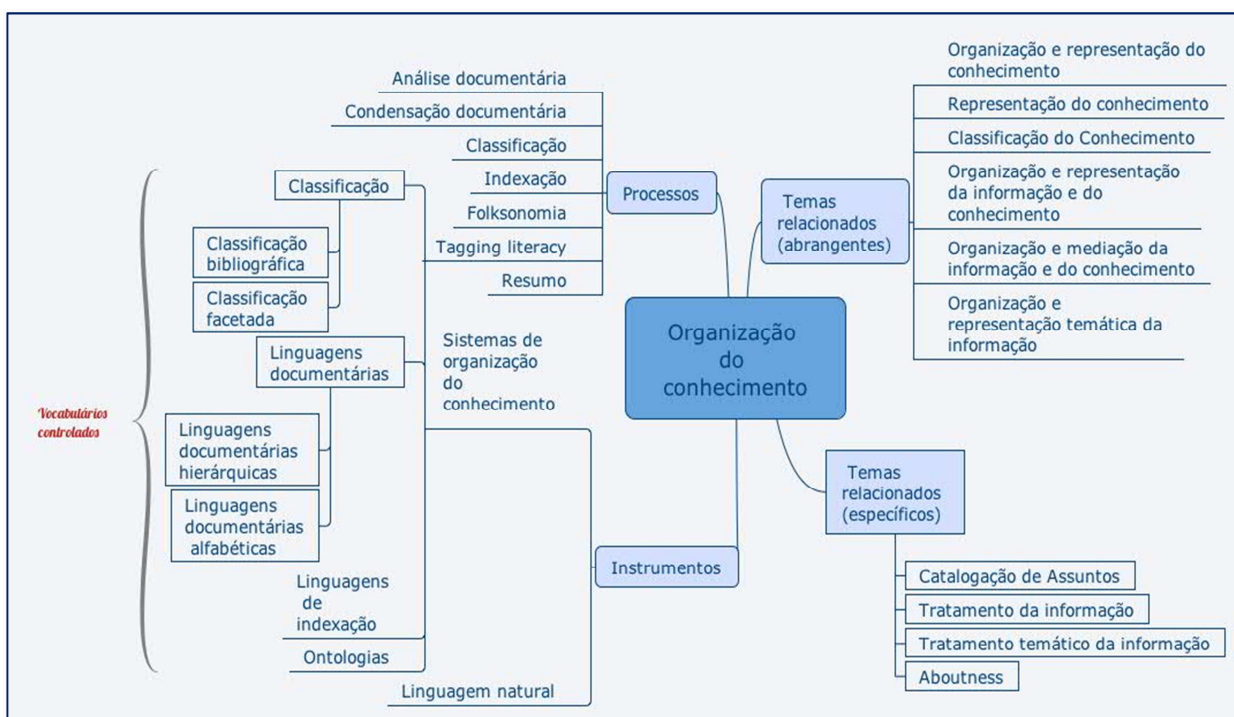 Análise documentária
Condensação documentária
Classificação
Indexação
Folksonomia
Tagging literacy
Resumo
Processos
Organização e representação do
conhecimento
Representação do conhecimento
Classificação do Conhecimento
Organização e representação
da informação e do
conhecimento
Organização e mediação da
informação e do conhecimento
Organização e
representação temática da
informação
Temas
relacionados
(abrangentes)
Organização
do
conhecimento
Classificação
Classificação
bibliográfica
Classificação
facetada
Linguagens
documentárias
Sistemas de
organização
do
conhecimento
Vocabulários
controlados
Linguagens
documentárias
hierárquicas
Linguagens
documentárias
alfabéticas
Linguagens
de
indexação
Ontologias
Linguagem natural
Instrumentos
Temas
relacionados
(específicos)
Catalogação de Assuntos
Tratamento da informação
Tratamento temático da informação
Aboutness